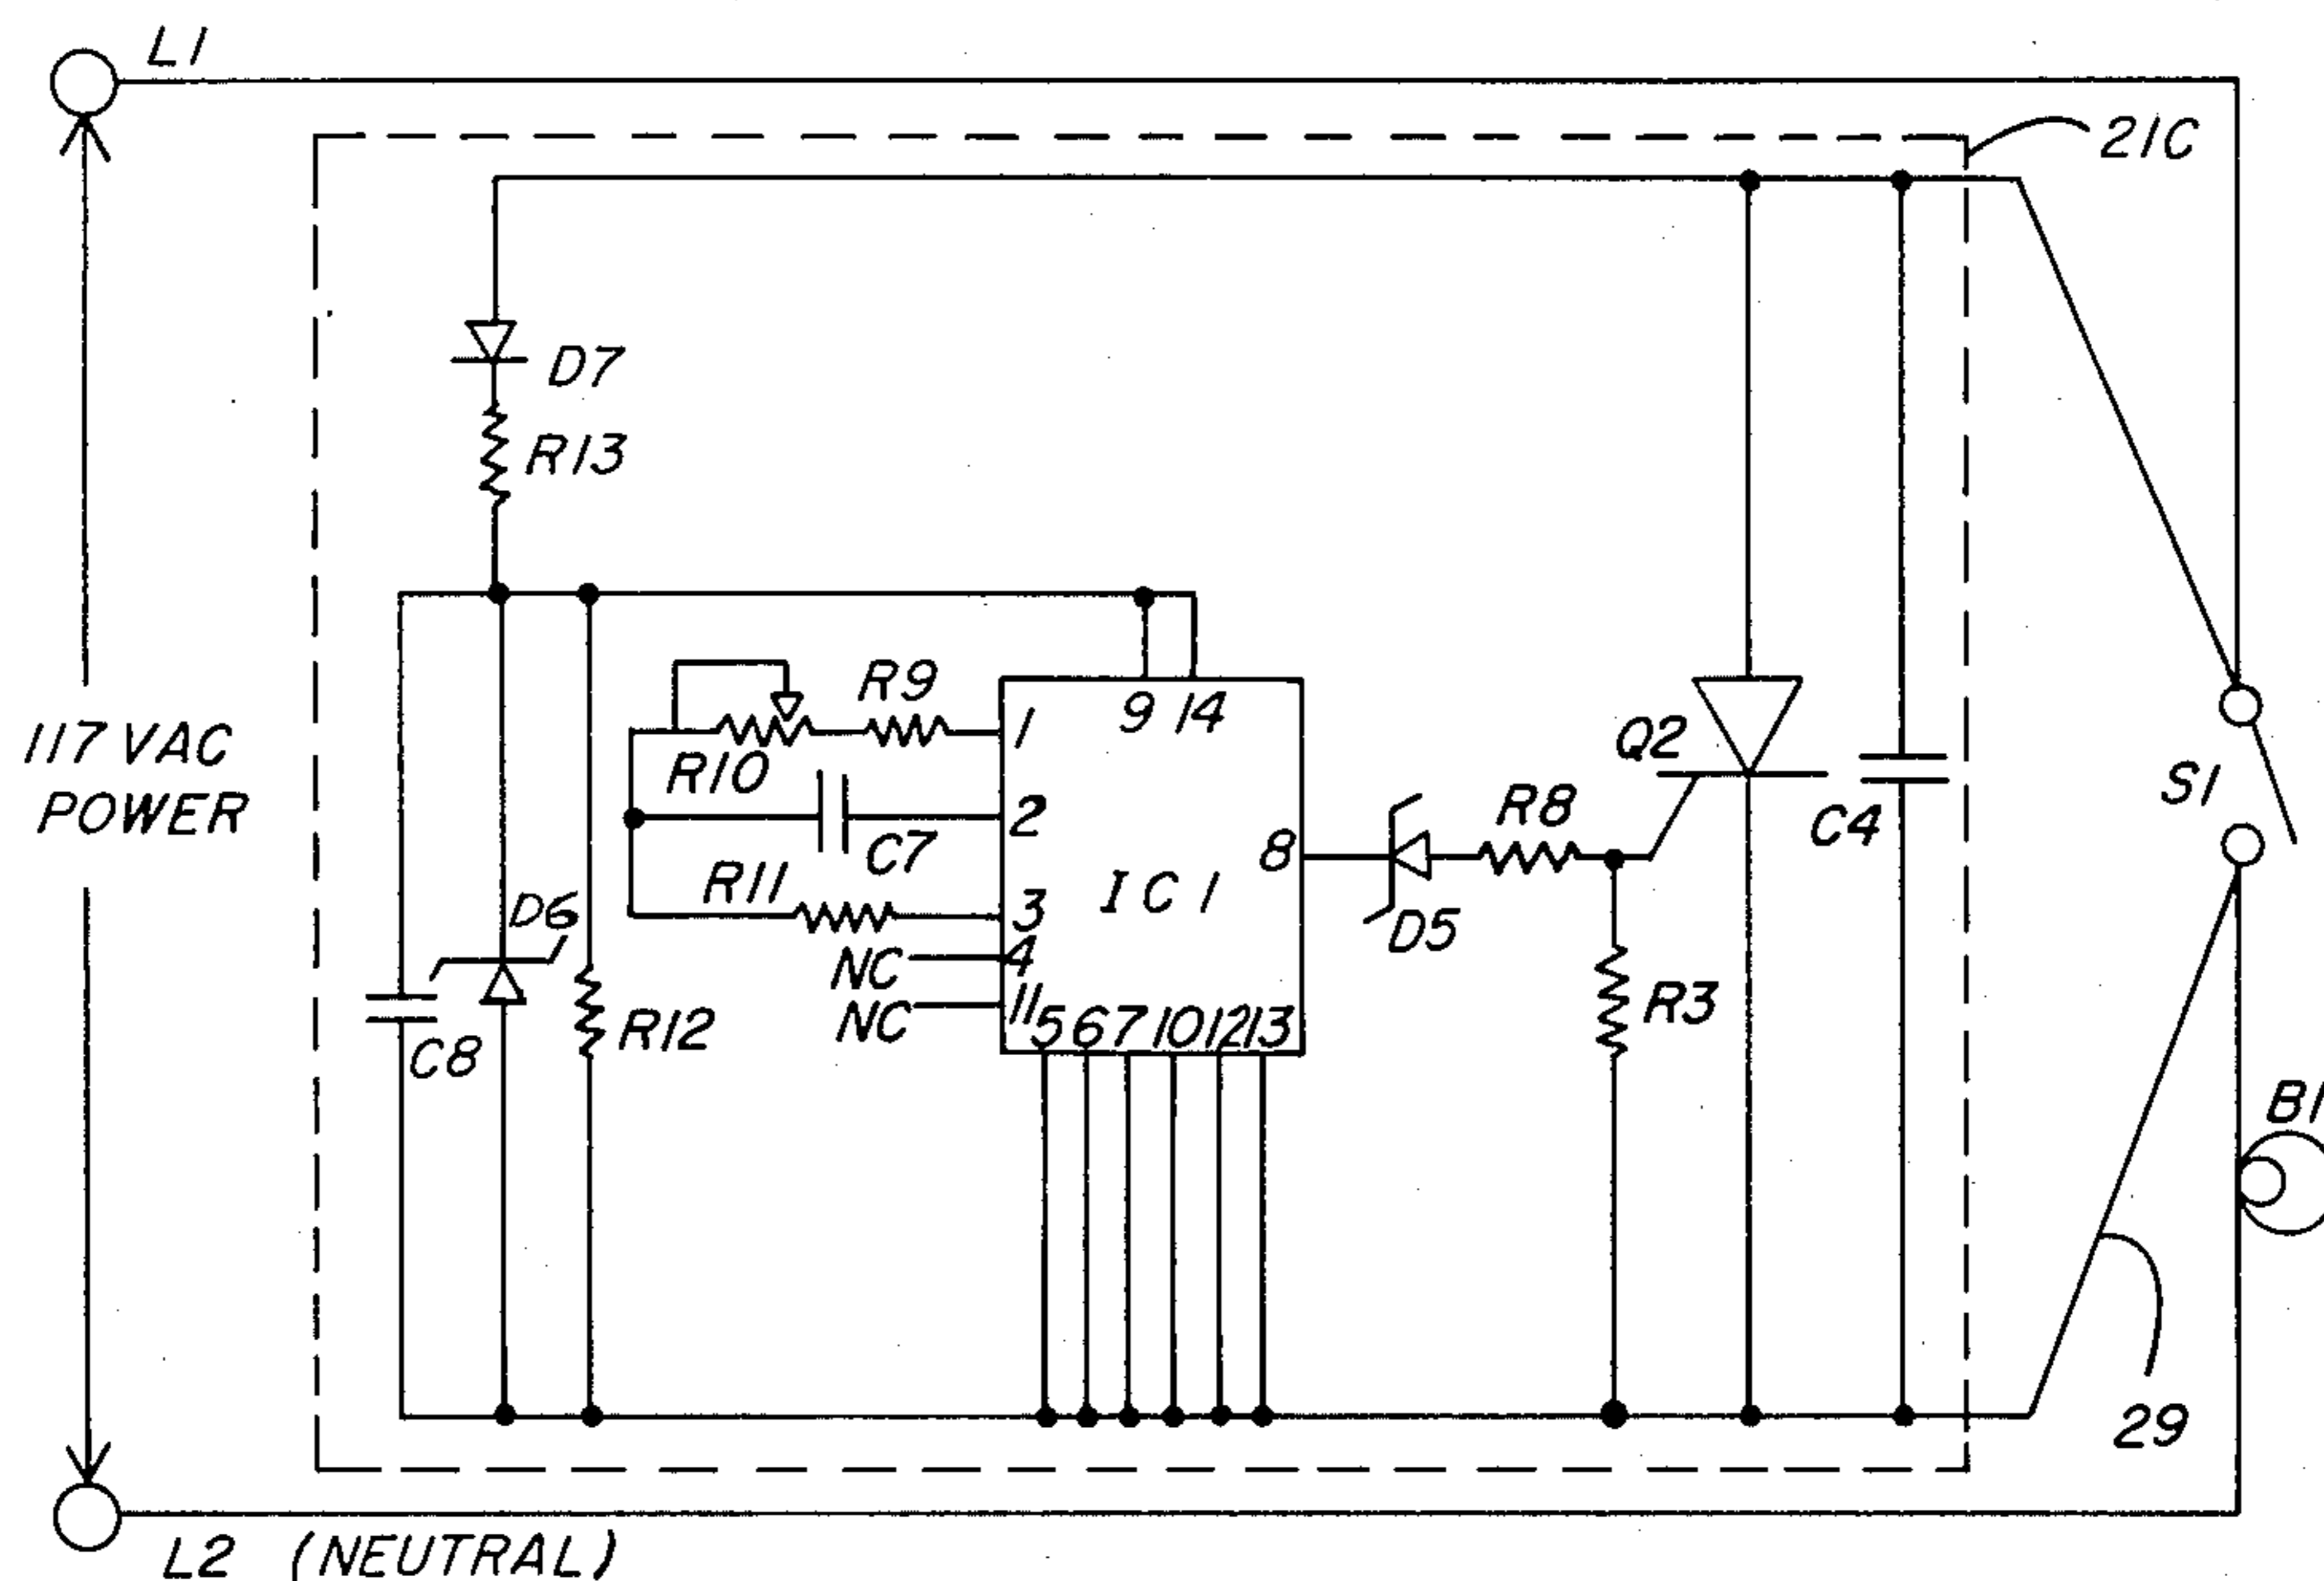 L1
21C
D7
R13
R9
9 14
1
117 VAC
POWER
R10
Q2
2
R8
S1
C4
C7
8
R11
IC1
3
D6
D5
NC
4
NC
11
R3
5 6 7 10 12 13
R12
C8
B1
29
L2 (NEUTRAL)